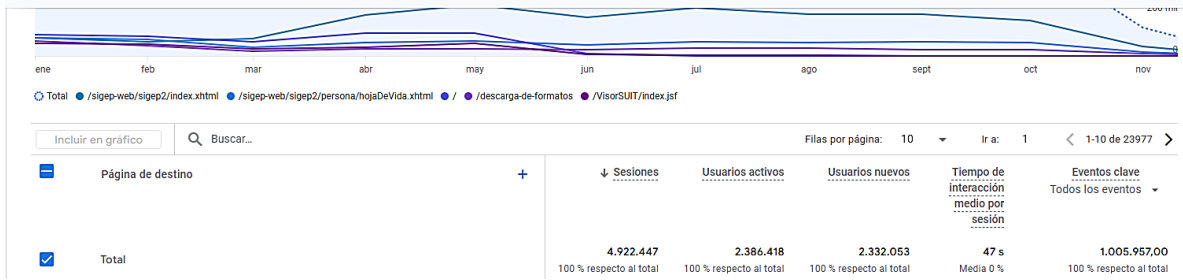 200 mil
0
ene feb mar abr may jun jul ago sept oct nov
Total /sigep-web/sigep2/index.xhtml /sigep-web/sigep2/persona/hojaDeVida.xhtml / /descarga-de-formatos /VisorSUIT/index.jsf
Incluir en gráfico Buscar... Filas por página: 10 Ir a: 1 1-10 de 23977
Página de destino + Sesiones Usuarios activos Usuarios nuevos Tiempo de interacción medio por sesión Eventos clave
Todos los eventos
Total 4.922.447 2.386.418 2.332.053 47 s 1.005.957,00
100 % respecto al total 100 % respecto al total 100 % respecto al total Media 0 % 100 % respecto al total